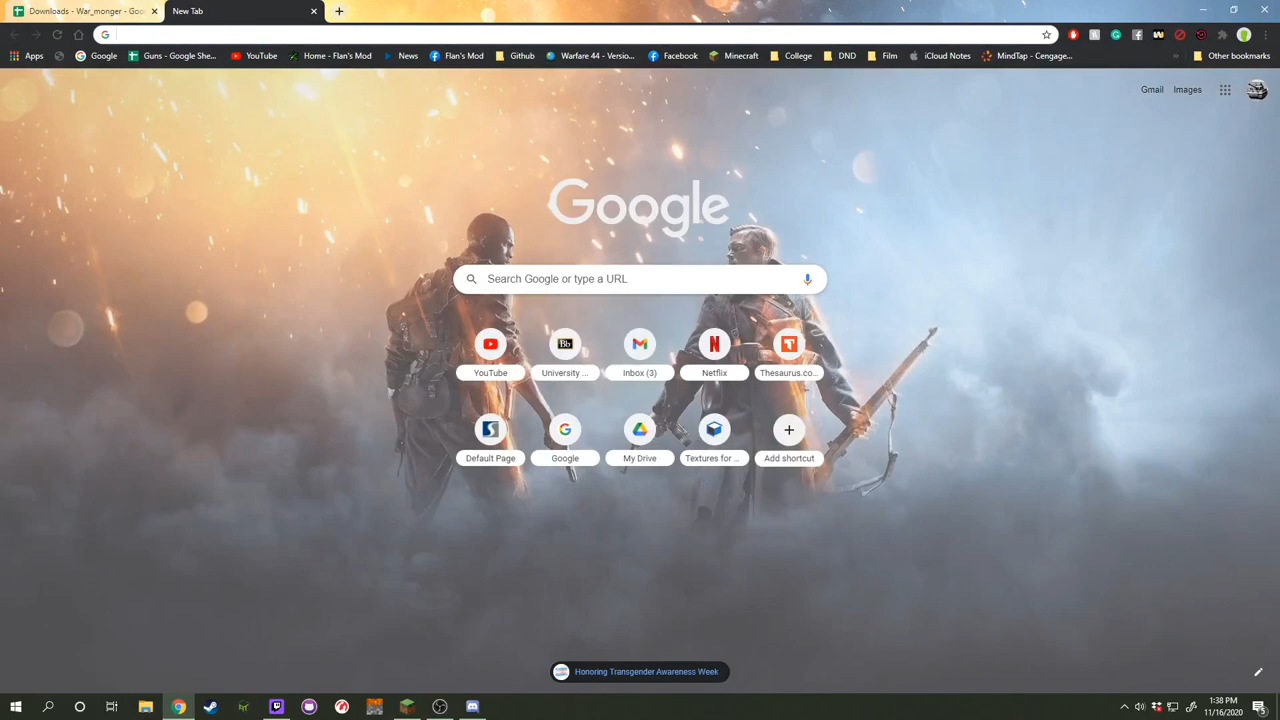 Downloads - War_monger - Goo
New Tab
Apps
Google
Guns - Google She...
YouTube
Home - Flan's Mod
News
Flan's Mod
Github
Warfare 44 - Versio...
Facebook
Minecraft
College
DND
Film
iCloud Notes
MindTap - Cengage...
»
Other bookmarks
Gmail
Images
Google
Search Google or type a URL
Bb
YouTube
University ...
Inbox (3)
Netflix
Thesaurus.co...
Default Page
Google
My Drive
Textures for ...
Add shortcut
Honoring Transgender Awareness Week
1:38 PM
11/16/2020
5